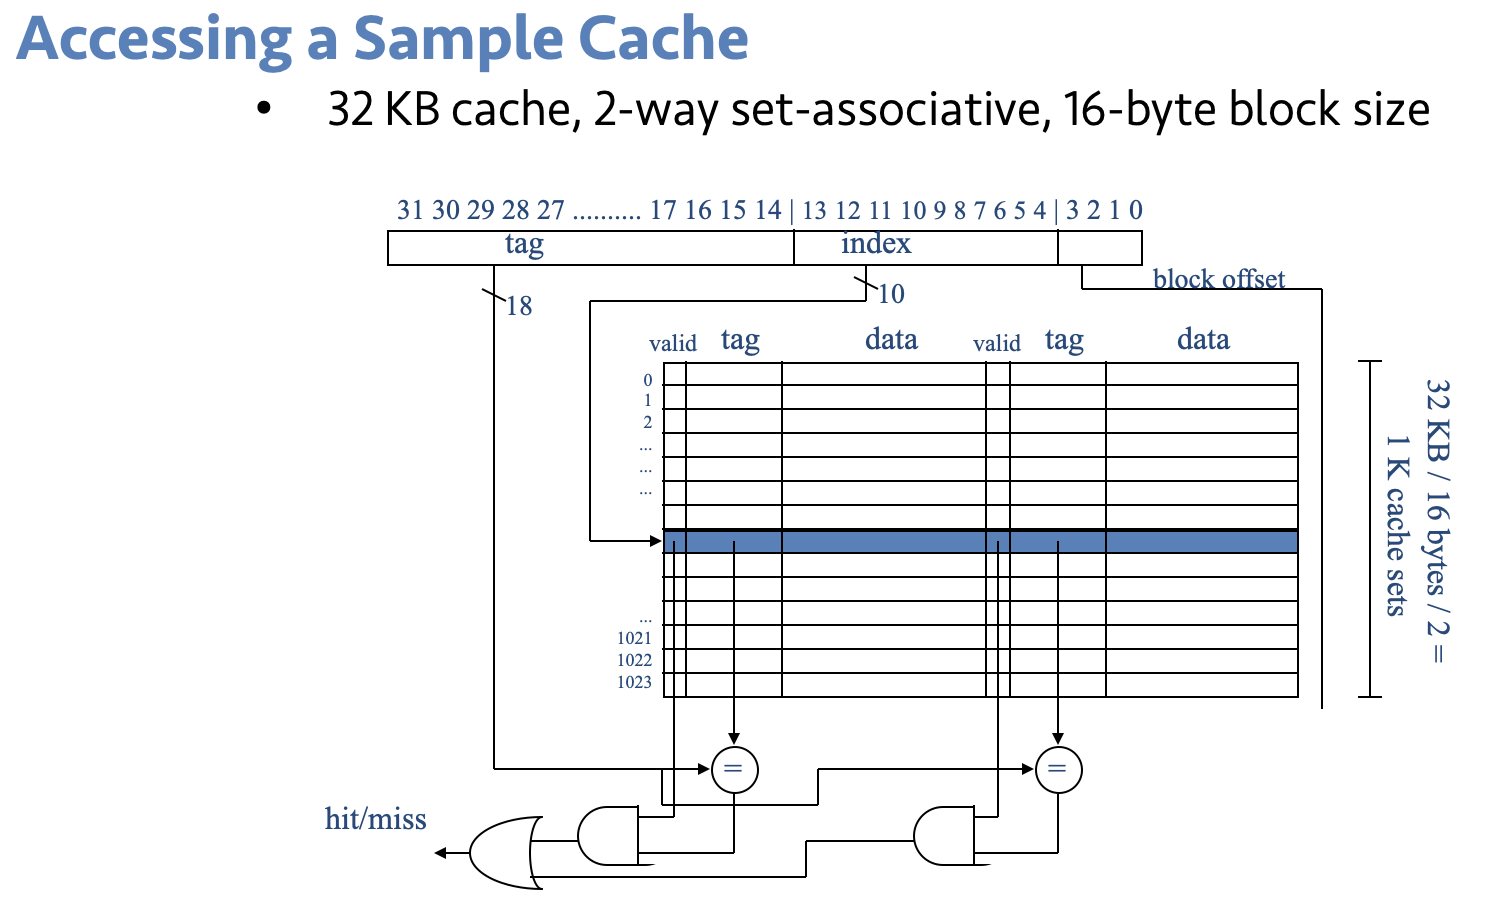 Accessing a Sample Cache
• 32 KB cache, 2-way set-associative, 16-byte block size
31 30 29 28 27 .......... 17 16 15 14 | 13 12 11 10 9 8 7 6 5 4 | 3 2 1 0
tag index
block offset
18
10
valid tag data valid tag data
0
1
2
...
...
...
...
1021
1022
1023
32 KB / 16 bytes / 2 =
1 K cache sets
= =
hit/miss